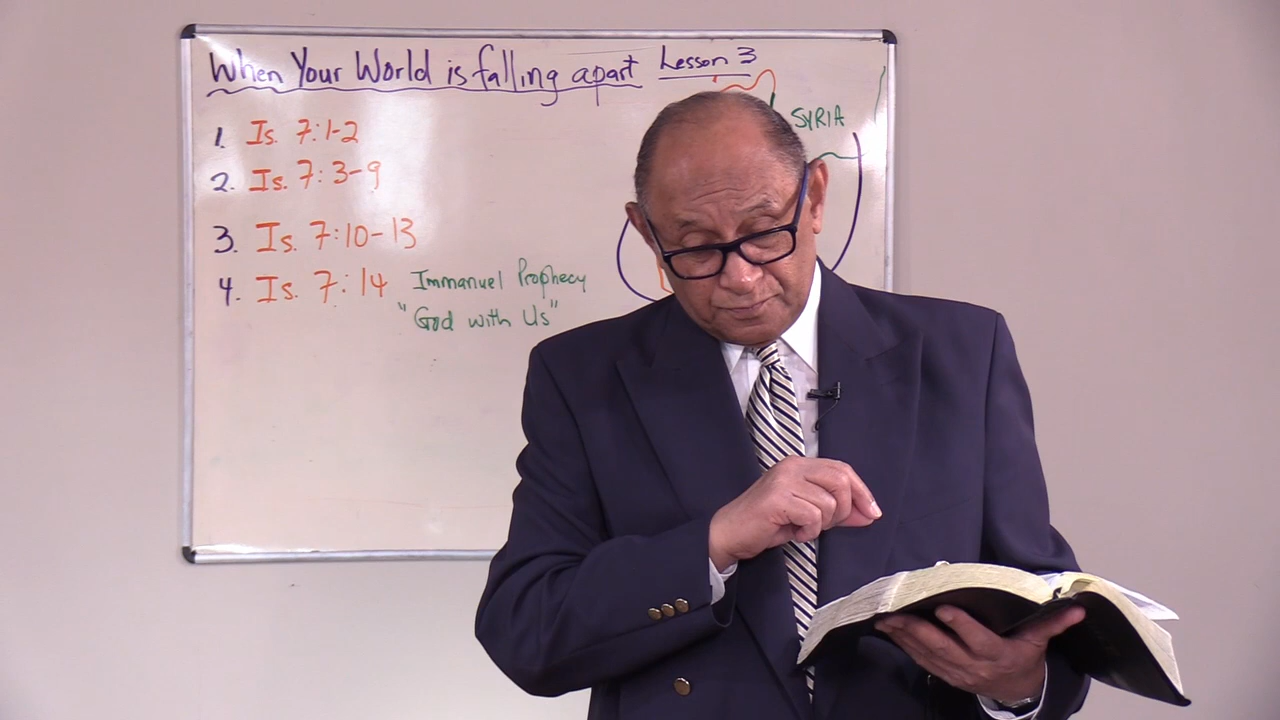 When Your World is falling apart Lesson 3
SYRIA
1. Is. 7:1-2
2. Is. 7:3-9
3. Is. 7:10-13
4. Is. 7:14 Immanuel Prophecy
"God with Us"